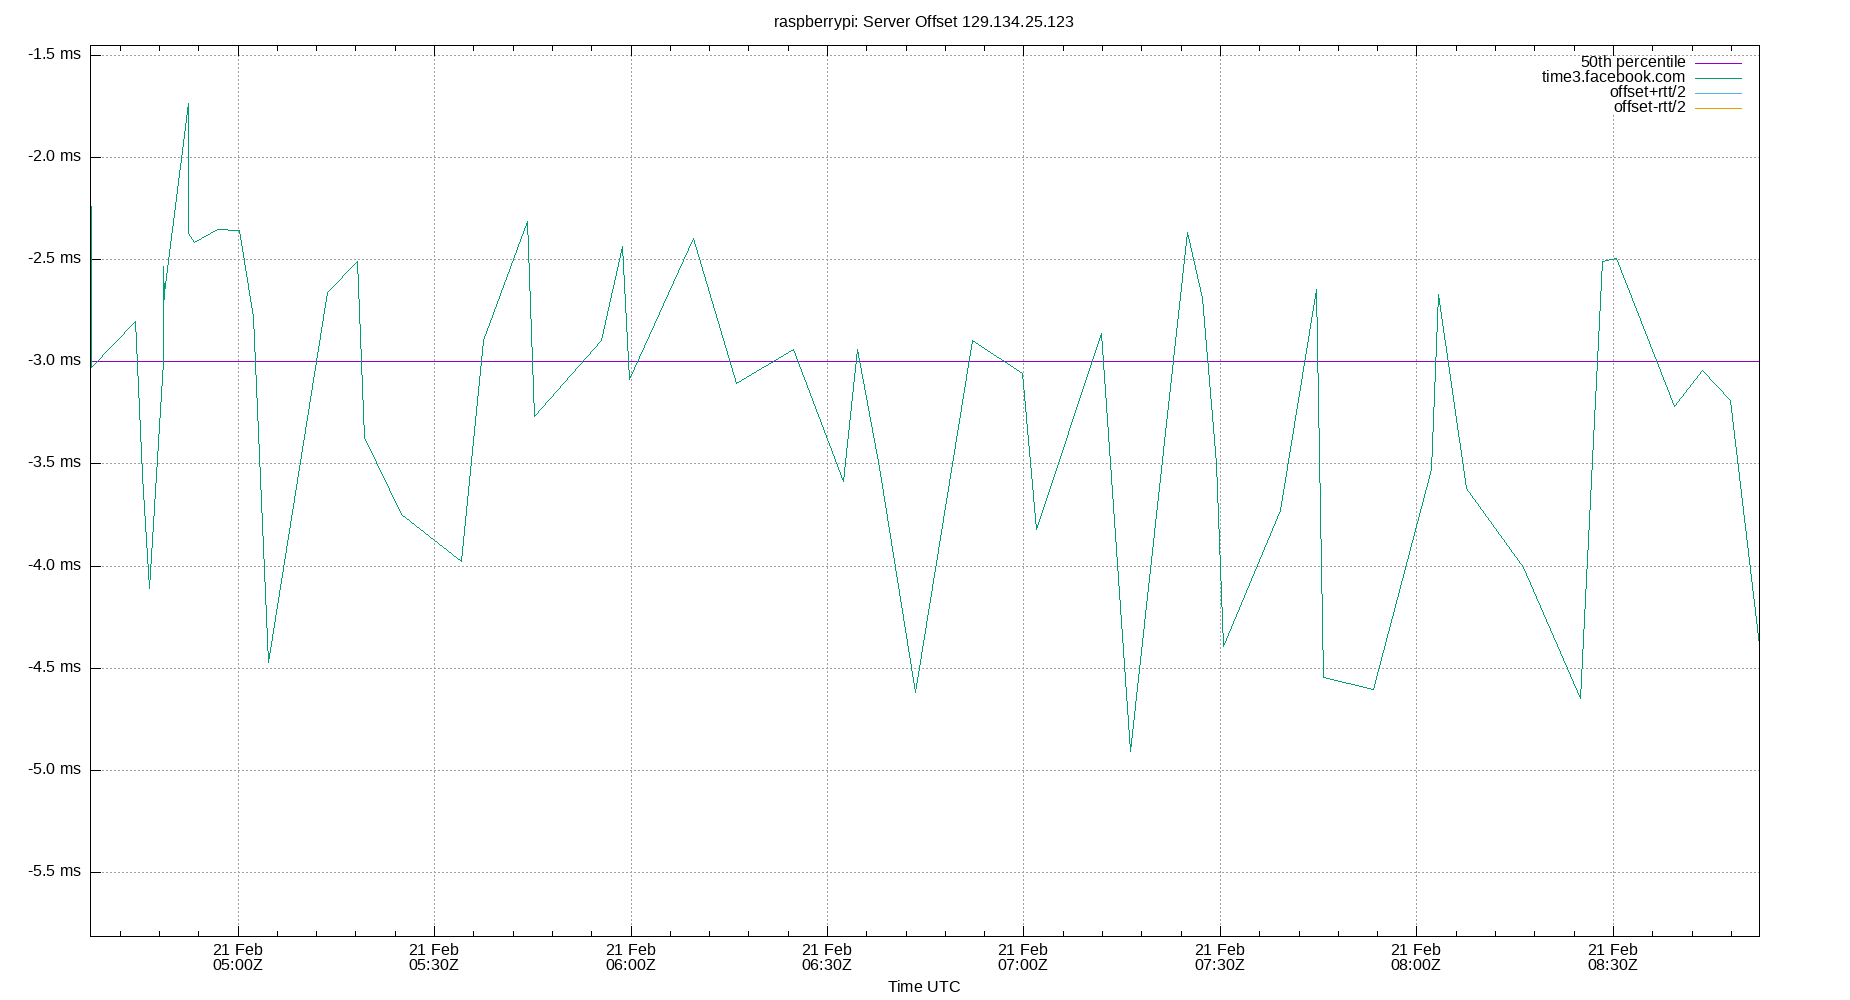 raspberrypi: Server Offset 129.134.25.123
-1.5 ms
-2.0 ms
-2.5 ms
-3.0 ms
-3.5 ms
-4.0 ms
-4.5 ms
-5.0 ms
-5.5 ms
50th percentile
time3.facebook.com
offset+rtt/2
offset-rtt/2
21 Feb
05:00Z
21 Feb
05:30Z
21 Feb
06:00Z
21 Feb
06:30Z
21 Feb
07:00Z
21 Feb
07:30Z
21 Feb
08:00Z
21 Feb
08:30Z
Time UTC